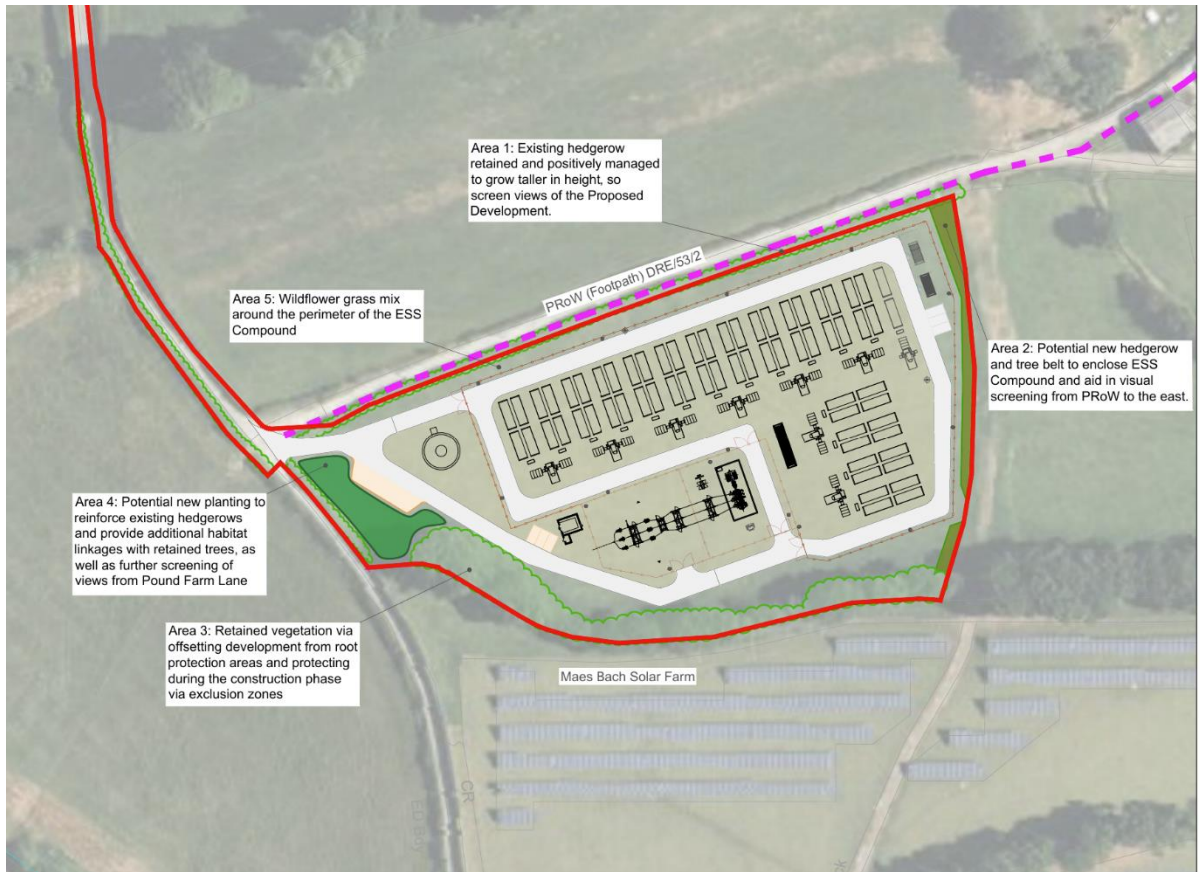 Area 1: Existing hedgerow
retained and positively managed
to grow taller in height, so
screen views of the Proposed
Development.
PRoW (Footpath) DRE/53/2
Area 5: Wildflower grass mix
around the perimeter of the ESS
Compound
Area 2: Potential new hedgerow
and tree belt to enclose ESS
Compound and aid in visual
screening from PRoW to the east.
Area 4: Potential new planting to
reinforce existing hedgerows
and provide additional habitat
linkages with retained trees, as
well as further screening of
views from Pound Farm Lane
Area 3: Retained vegetation via
offsetting development from root
protection areas and protecting
during the construction phase
via exclusion zones
Maes Bach Solar Farm
CR